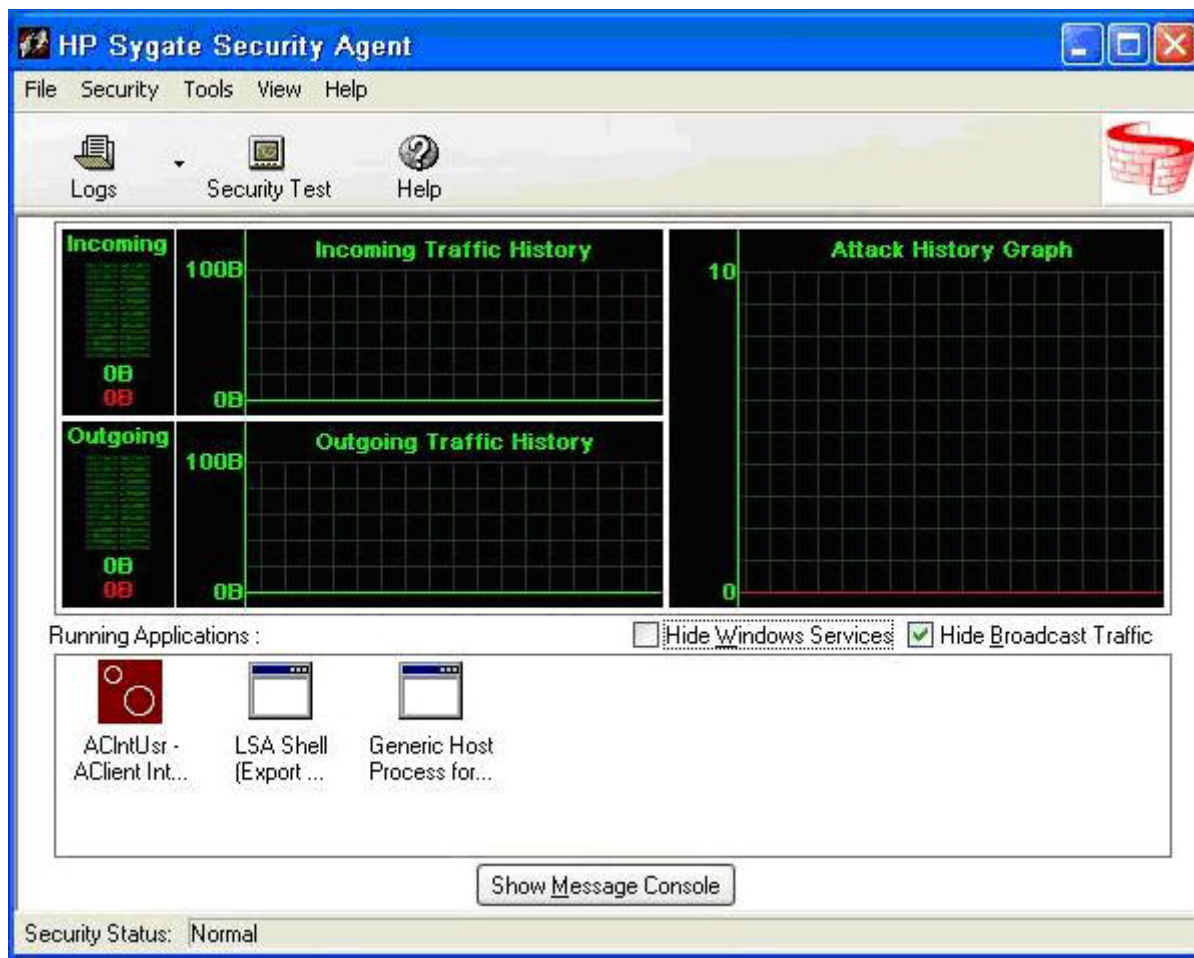 HP Sygate Security Agent
File Security Tools View Help
Logs Security Test Help
Incoming
0B
0B
100B
Incoming Traffic History
0B
Outgoing
0B
0B
100B
Outgoing Traffic History
0B
Attack History Graph
10
0
Running Applications :
Hide Windows Services
Hide Broadcast Traffic
AClntUsr -
AClient Int...
LSA Shell
(Export ...
Generic Host
Process for...
Show Message Console
Security Status: Normal